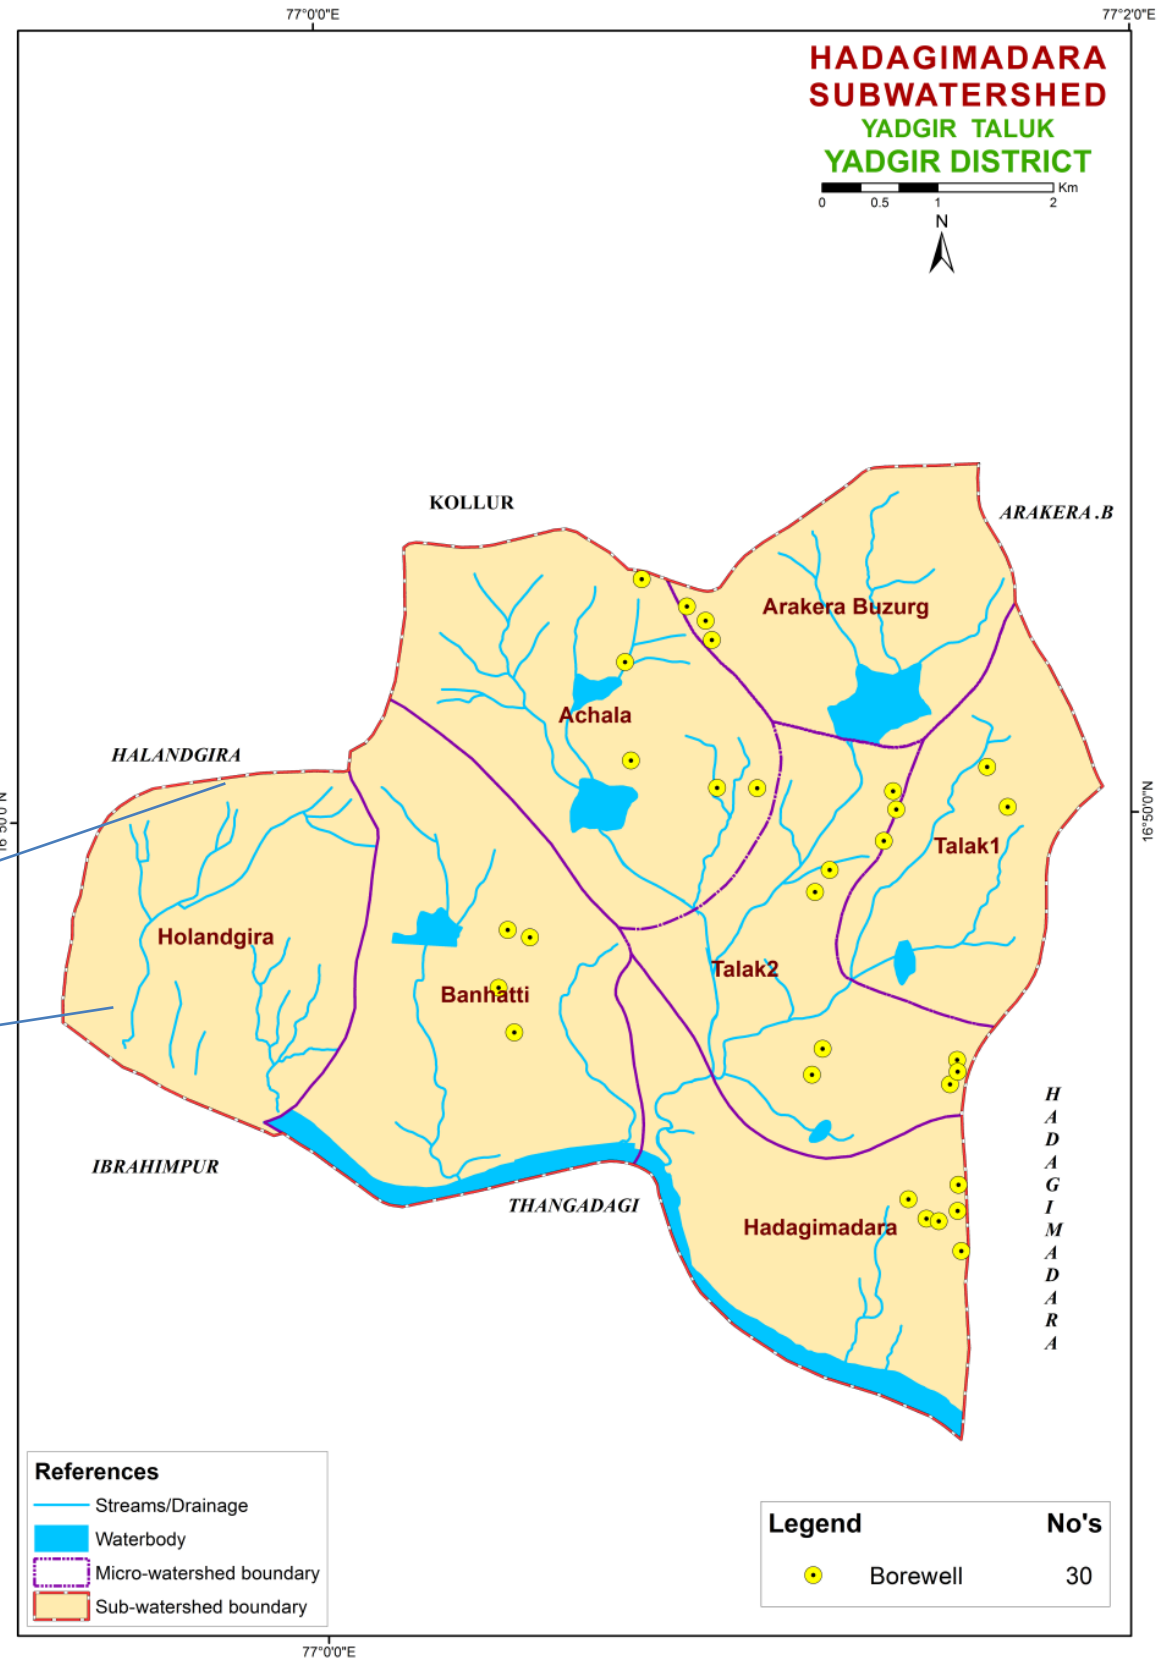 77°0'0"E
77°2'0"E
HADAGIMADARA
SUBWATERSHED
YADGIR TALUK
YADGIR DISTRICT
Km
0 0.5 1 2
N
KOLLUR
ARAKERA .B
Arakera Buzurg
Achala
HALANDGIRA
16°50'0"N
Talak1
Holandgira
Talak2
Banhatti
HADAGIMADARA
IBRAHIMPUR
THANGADAGI
Hadagimadara
References
Streams/Drainage
Waterbody
Micro-watershed boundary
Sub-watershed boundary
Legend No's
Borewell 30
77°0'0"E